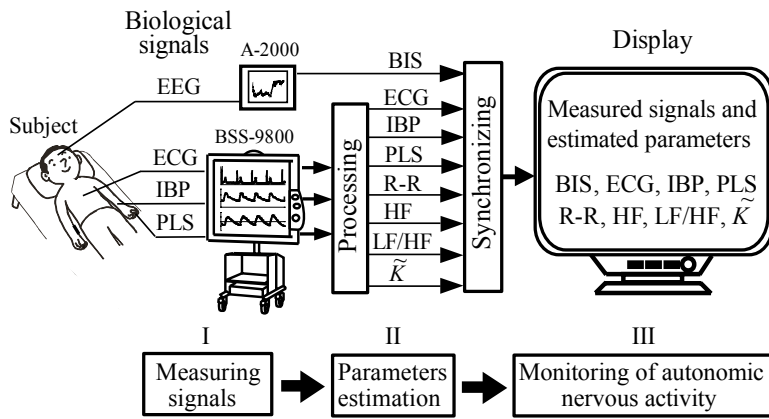 Biological
signals
A-2000
BIS
Display
EEG
Subject
ECG
IBP
PLS
BSS-9800
Processing
ECG
IBP
PLS
R-R
HF
LF/HF
K̃
Synchronizing
Measured signals and
estimated parameters
BIS, ECG, IBP, PLS
R-R, HF, LF/HF, K̃
I
II
III
Measuring
signals
Parameters
estimation
Monitoring of autonomic
nervous activity